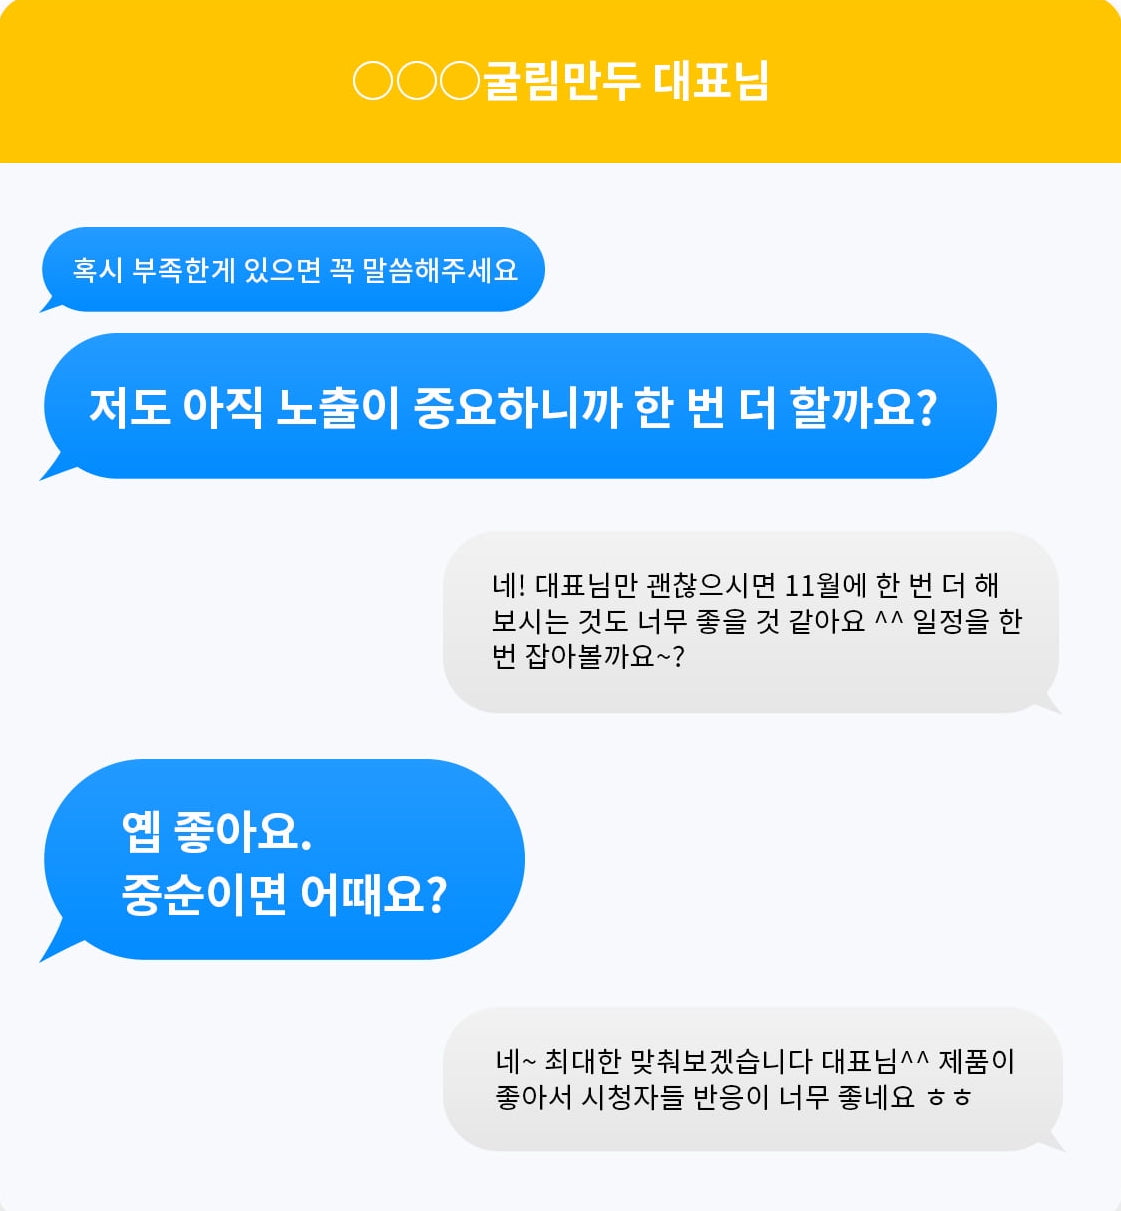 ○○○굴림만두 대표님
혹시 부족한게 있으면 꼭 말씀해주세요
저도 아직 노출이 중요하니까 한 번 더 할까요?
네! 대표님만 괜찮으시면 11월에 한 번 더 해
보시는 것도 너무 좋을 것 같아요 ^^ 일정을 한
번 잡아볼까요~?
옙 좋아요.
중순이면 어때요?
네~ 최대한 맞춰보겠습니다 대표님^^ 제품이
좋아서 시청자들 반응이 너무 좋네요 ㅎㅎ